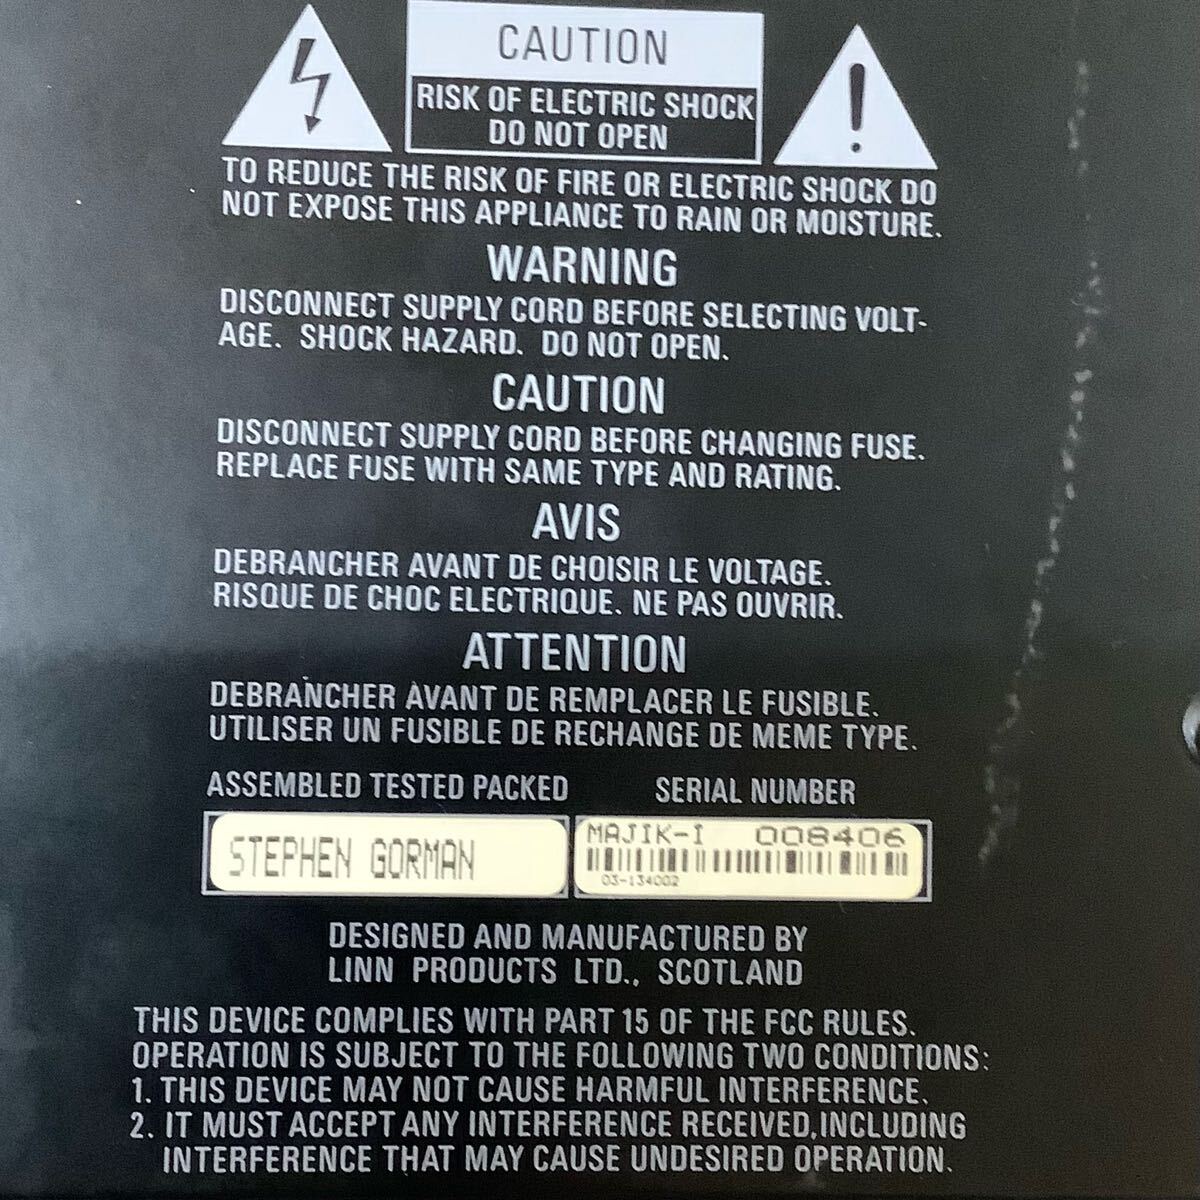 CAUTION
RISK OF ELECTRIC SHOCK
DO NOT OPEN
TO REDUCE THE RISK OF FIRE OR ELECTRIC SHOCK DO
NOT EXPOSE THIS APPLIANCE TO RAIN OR MOISTURE.
WARNING
DISCONNECT SUPPLY CORD BEFORE SELECTING VOLT-
AGE. SHOCK HAZARD. DO NOT OPEN.
CAUTION
DISCONNECT SUPPLY CORD BEFORE CHANGING FUSE.
REPLACE FUSE WITH SAME TYPE AND RATING.
AVIS
DEBRANCHER AVANT DE CHOISIR LE VOLTAGE.
RISQUE DE CHOC ELECTRIQUE. NE PAS OUVRIR.
ATTENTION
DEBRANCHER AVANT DE REMPLACER LE FUSIBLE.
UTILISER UN FUSIBLE DE RECHANGE DE MEME TYPE.
ASSEMBLED TESTED PACKED SERIAL NUMBER
STEPHEN GORMAN
MAJIK-I 008406
03-134002
DESIGNED AND MANUFACTURED BY
LINN PRODUCTS LTD., SCOTLAND
THIS DEVICE COMPLIES WITH PART 15 OF THE FCC RULES.
OPERATION IS SUBJECT TO THE FOLLOWING TWO CONDITIONS:
1. THIS DEVICE MAY NOT CAUSE HARMFUL INTERFERENCE.
2. IT MUST ACCEPT ANY INTERFERENCE RECEIVED,INCLUDING
INTERFERENCE THAT MAY CAUSE UNDESIRED OPERATION.